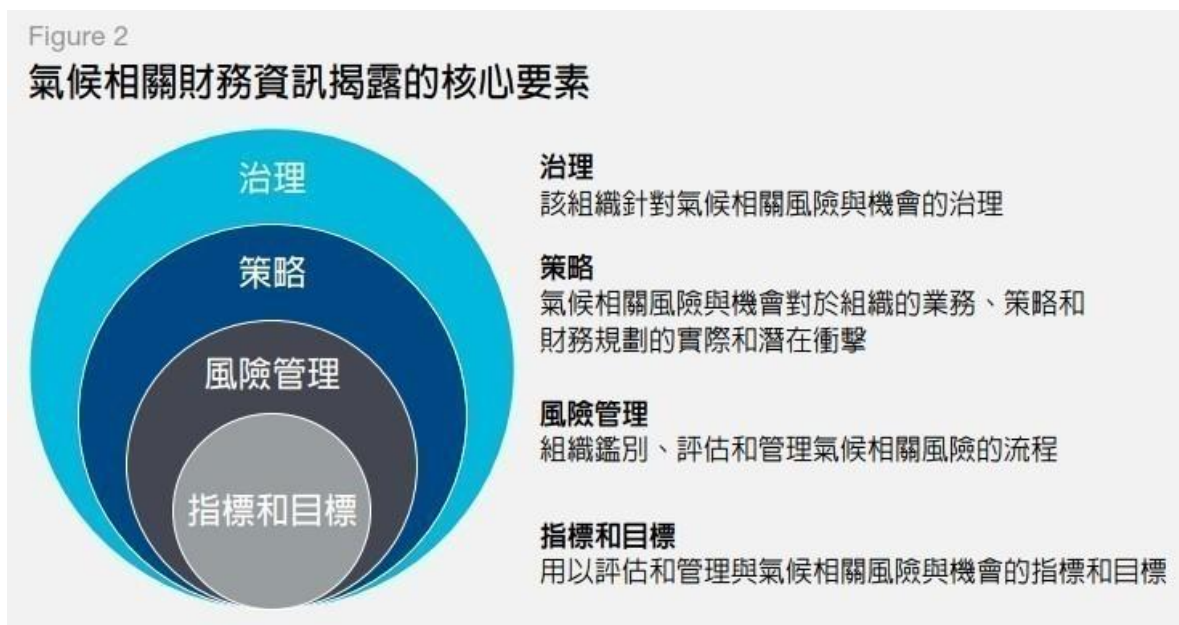 Figure 2
氣候相關財務資訊揭露的核心要素
治理
策略
風險管理
指標和目標
治理
該組織針對氣候相關風險與機會的治理
策略
氣候相關風險與機會對於組織的業務、策略和
財務規劃的實際和潛在衝擊
風險管理
組織鑑別、評估和管理氣候相關風險的流程
指標和目標
用以評估和管理與氣候相關風險與機會的指標和目標